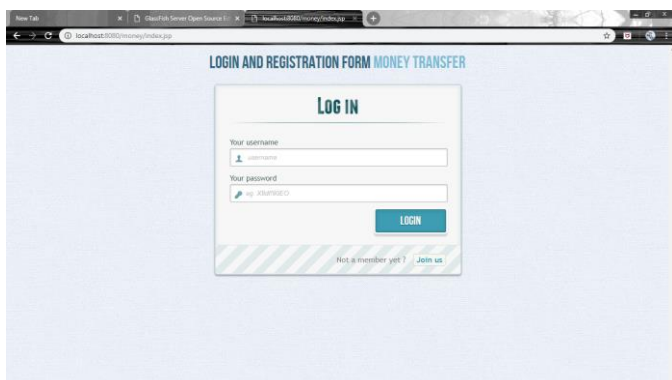 New Tab
GlassFish Server Open Source
localhost:8080/money/index.jsp
localhost:8080/money/index.jsp
LOGIN AND REGISTRATION FORM MONEY TRANSFER
LOG IN
Your username
username
Your password
eg.
LOGIN
Not a member yet ? Join us